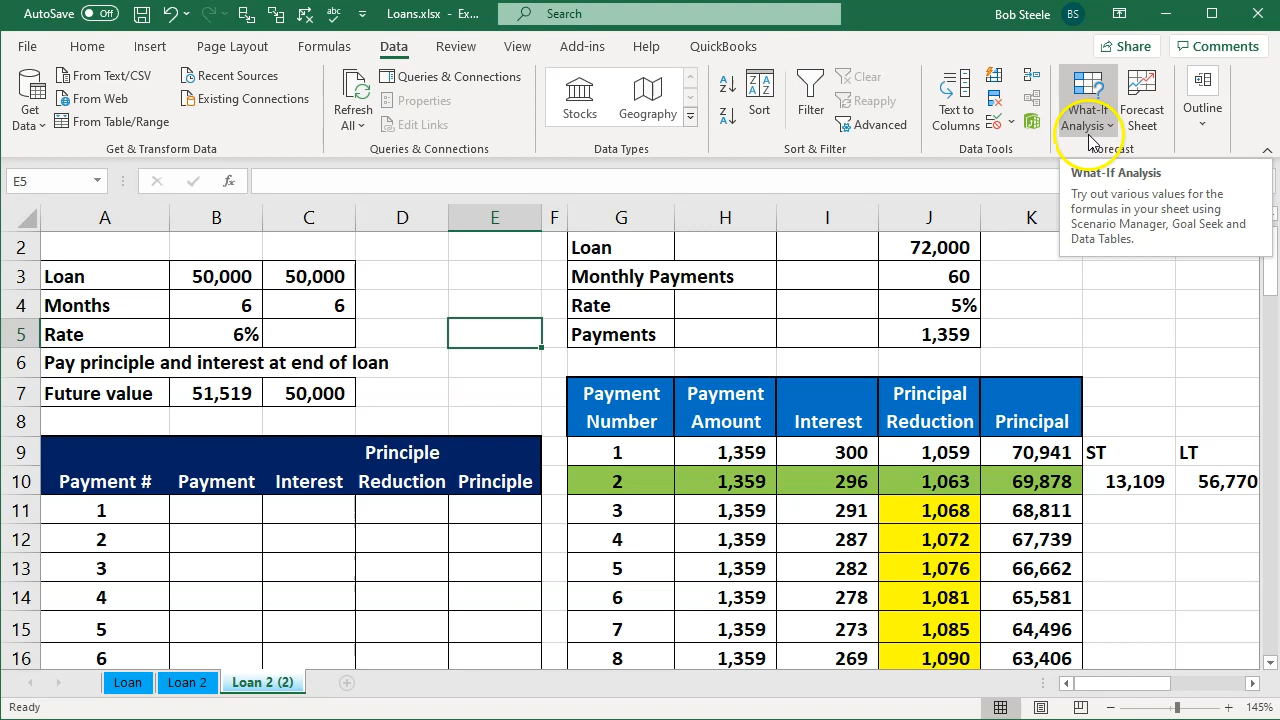 AutoSave Off Loans.xlsx - Exc... Search Bob Steele BS
File Home Insert Page Layout Formulas Data Review View Add-ins Help QuickBooks Share Comments
Get Data
From Text/CSV
From Web
From Table/Range
Recent Sources
Existing Connections
Get & Transform Data
Refresh All
Queries & Connections
Properties
Edit Links
Queries & Connections
Stocks Geography
Data Types
Sort
Filter
Clear
Reapply
Advanced
Sort & Filter
Text to Columns
Data Tools
What-If Analysis
Forecast Sheet
Forecast
Outline
What-If Analysis
Try out various values for the
formulas in your sheet using
Scenario Manager, Goal Seek and
Data Tables.
E5 fx
A B C D E F G H I J K
2 Loan 72,000
3 Loan 50,000 50,000 Monthly Payments 60
4 Months 6 6 Rate 5%
5 Rate 6% Payments 1,359
6 Pay principle and interest at end of loan
7 Future value 51,519 50,000 Payment Payment Principal
8 Number Amount Interest Reduction Principal
9 Principle 1 1,359 300 1,059 70,941 ST LT
10 Payment # Payment Interest Reduction Principle 2 1,359 296 1,063 69,878 13,109 56,770
11 1 3 1,359 291 1,068 68,811
12 2 4 1,359 287 1,072 67,739
13 3 5 1,359 282 1,076 66,662
14 4 6 1,359 278 1,081 65,581
15 5 7 1,359 273 1,085 64,496
16 6 8 1,359 269 1,090 63,406
Loan Loan 2 Loan 2 (2)
Ready 145%